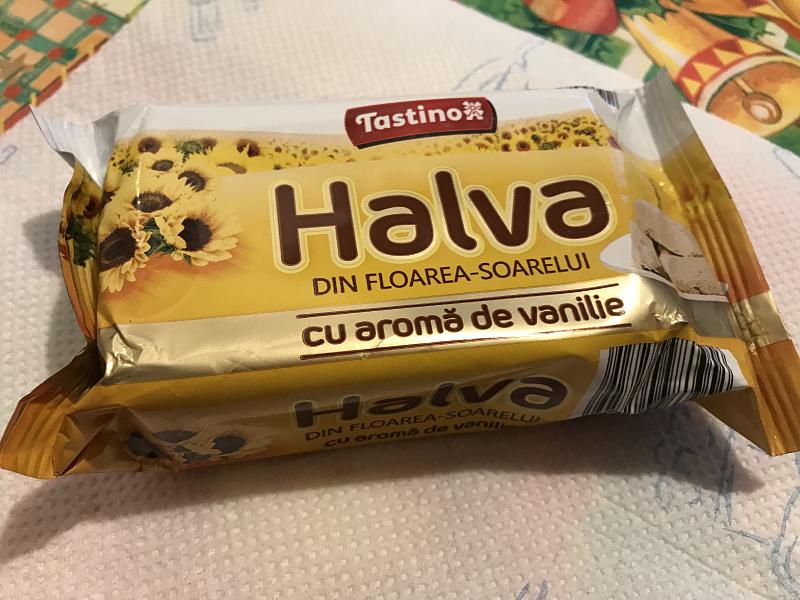 Tastino
Halva
DIN FLOAREA-SOARELUI
cu aromă de vanilie
Halva
DIN FLOAREA-SOARELUI
cu aromă de vanilie